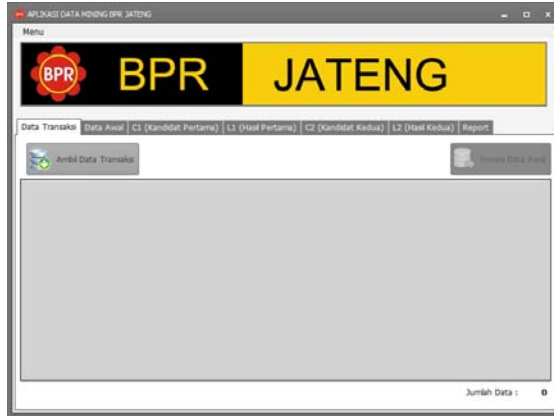 APLIKASI DATA MINING BPR JATENG
Menu
BPR BPR JATENG
Data Transaksi Data Awal C1 (Kandidat Pertama) L1 (Hasil Pertama) C2 (Kandidat Kedua) L2 (Hasil Kedua) Report
Ambil Data Transaksi Proses Data Awal
Jumlah Data : 0